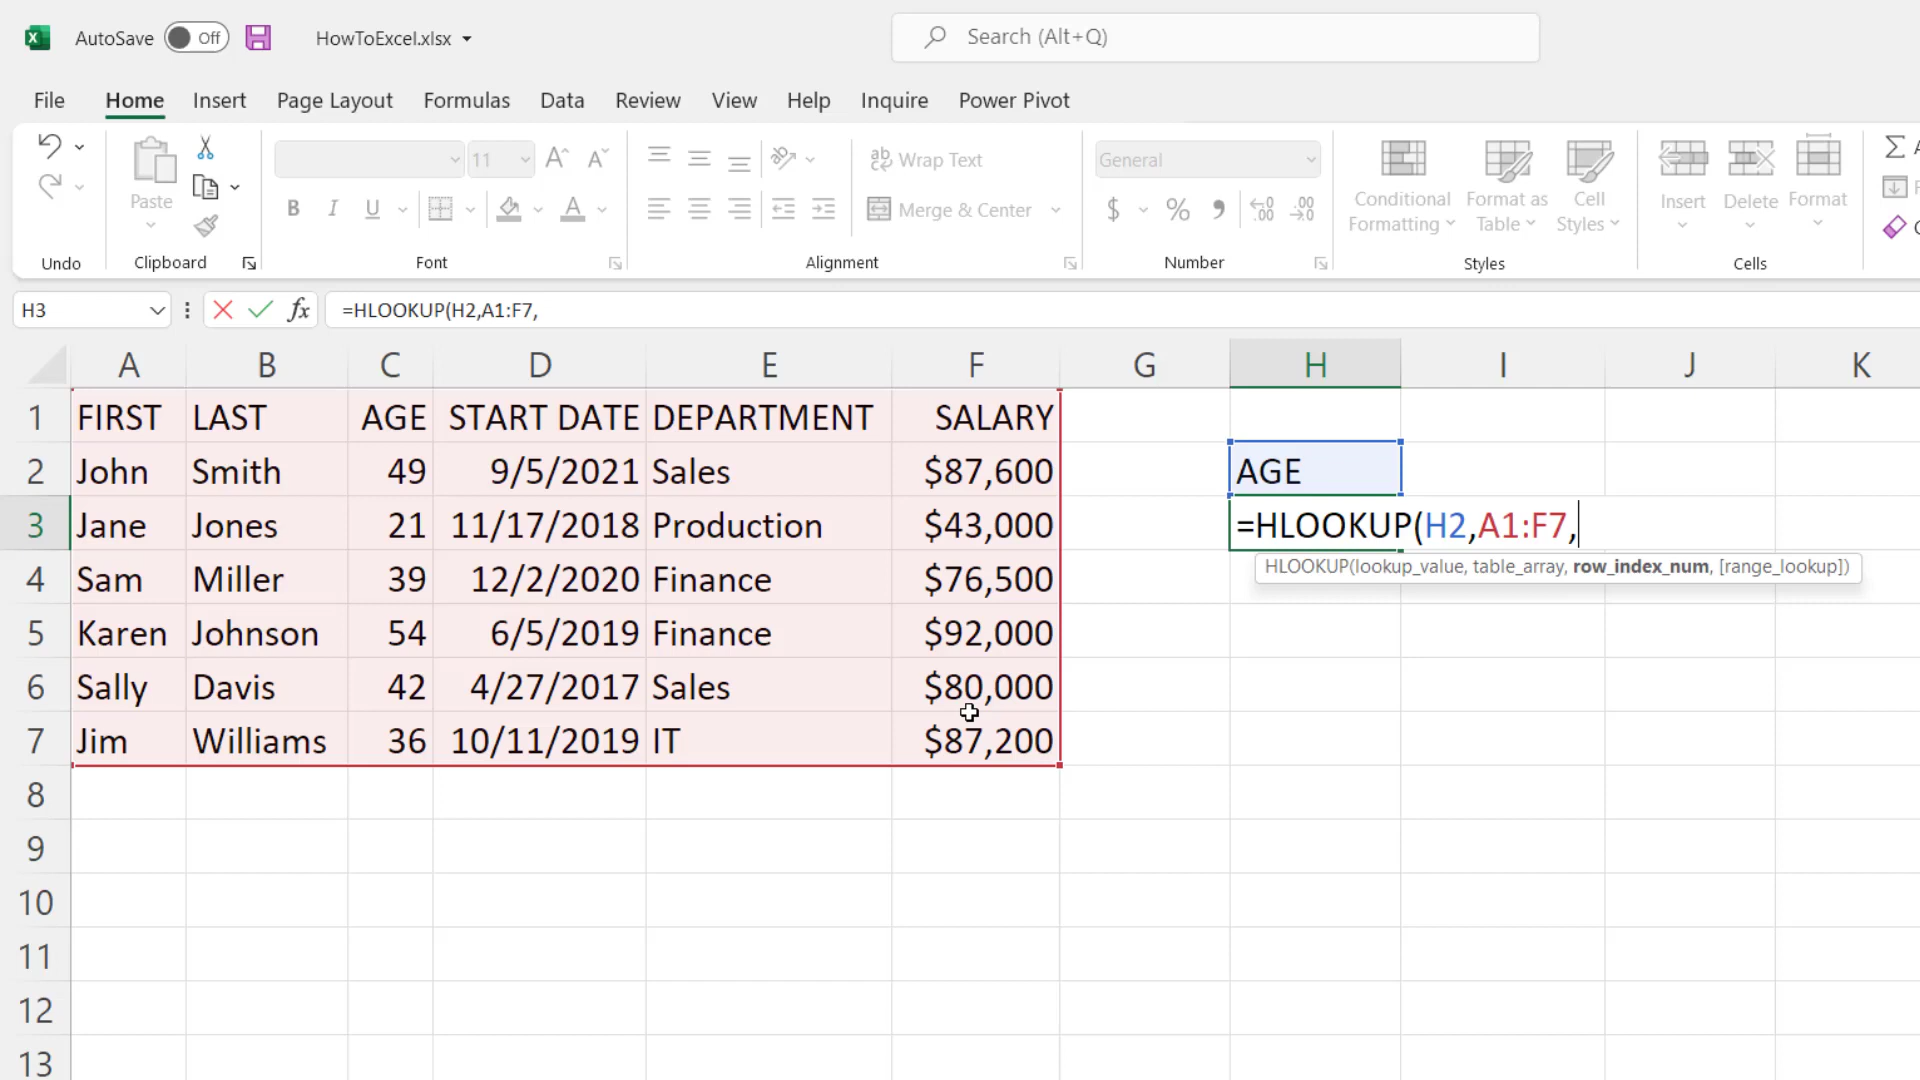 AutoSave Off HowToExcel.xlsx Search (Alt+Q)
File Home Insert Page Layout Formulas Data Review View Help Inquire Power Pivot
Paste 11 Wrap Text General Conditional Formatting Format as Table Cell Styles Insert Delete Format
B I U A Merge & Center $ % 9 .00
Undo Clipboard Font Alignment Number Styles Cells
H3 fx =HLOOKUP(H2,A1:F7,
A B C D E F G H I J K
1 FIRST LAST AGE START DATE DEPARTMENT SALARY
2 John Smith 49 9/5/2021 Sales $87,600 AGE
3 Jane Jones 21 11/17/2018 Production $43,000 =HLOOKUP(H2,A1:F7,
HLOOKUP(lookup_value, table_array, row_index_num, [range_lookup])
4 Sam Miller 39 12/2/2020 Finance $76,500
5 Karen Johnson 54 6/5/2019 Finance $92,000
6 Sally Davis 42 4/27/2017 Sales $80,000
7 Jim Williams 36 10/11/2019 IT $87,200
8
9
10
11
12
13